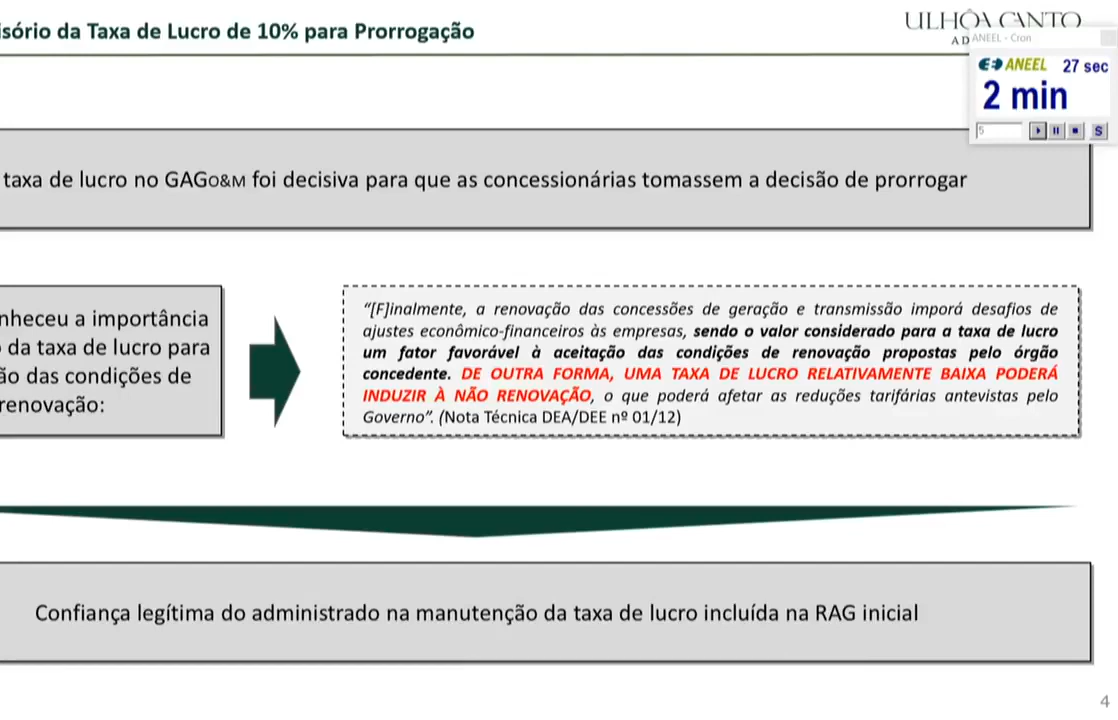 isório da Taxa de Lucro de 10% para Prorrogação
ULHÔA CANTO
AD
ANEEL - Cron
ANEEL 27 sec
2 min
5
S
taxa de lucro no GAGO&M foi decisiva para que as concessionárias tomassem a decisão de prorrogar
nheceu a importância
da taxa de lucro para
ão das condições de
renovação:
“[F]inalmente, a renovação das concessões de geração e transmissão imporá desafios de
ajustes econômico-financeiros às empresas, sendo o valor considerado para a taxa de lucro
um fator favorável à aceitação das condições de renovação propostas pelo órgão
concedente. DE OUTRA FORMA, UMA TAXA DE LUCRO RELATIVAMENTE BAIXA PODERÁ
INDUZIR À NÃO RENOVAÇÃO, o que poderá afetar as reduções tarifárias antevistas pelo
Governo”. (Nota Técnica DEA/DEE nº 01/12)
Confiança legítima do administrado na manutenção da taxa de lucro incluída na RAG inicial
4